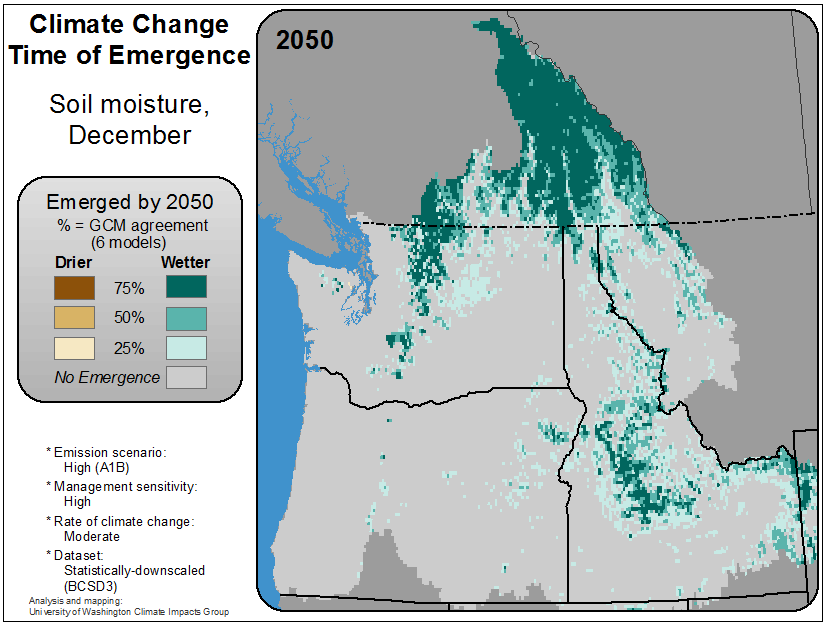 Climate Change
Time of Emergence
Soil moisture,
December
Emerged by 2050
% = GCM agreement
(6 models)
Drier Wetter
75%
50%
25%
No Emergence
* Emission scenario:
High (A1B)
* Management sensitivity:
High
* Rate of climate change:
Moderate
* Dataset:
Statistically-downscaled
(BCSD3)
Analysis and mapping:
University of Washington Climate Impacts Group
2050